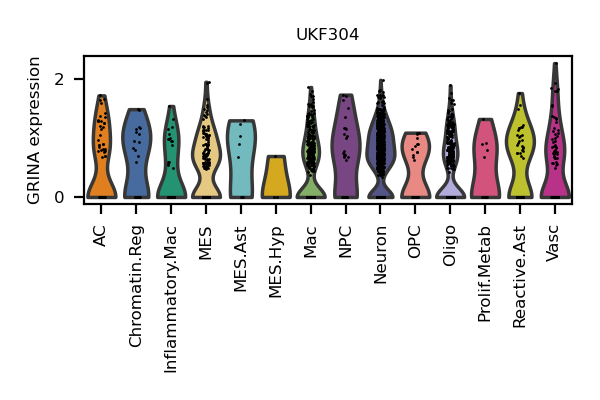 UKF304
GRINA expression
2
0
AC
Chromatin.Reg
Inflammatory.Mac
MES
MES.Ast
MES.Hyp
Mac
NPC
Neuron
OPC
Oligo
Prolif.Metab
Reactive.Ast
Vasc